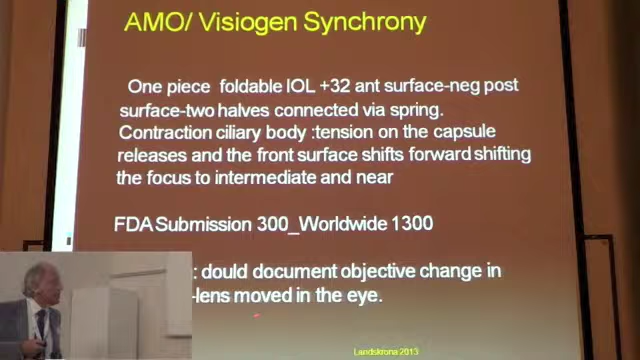 AMO/ Visiogen Synchrony
One piece foldable IOL +32 ant surface-neg post
surface-two halves connected via spring.
Contraction ciliary body :tension on the capsule
releases and the front surface shifts forward shifting
the focus to intermediate and near
FDA Submission 300_Worldwide 1300
: dould document objective change in
-lens moved in the eye.
Landskrona 2013